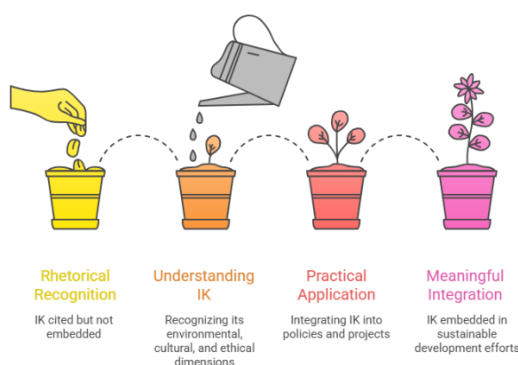 Rhetorical
Recognition
IK cited but not
embedded
Understanding
IK
Recognizing its
environmental,
cultural, and ethical
dimensions
Practical
Application
Integrating IK into
policies and projects
Meaningful
Integration
IK embedded in
sustainable
development efforts